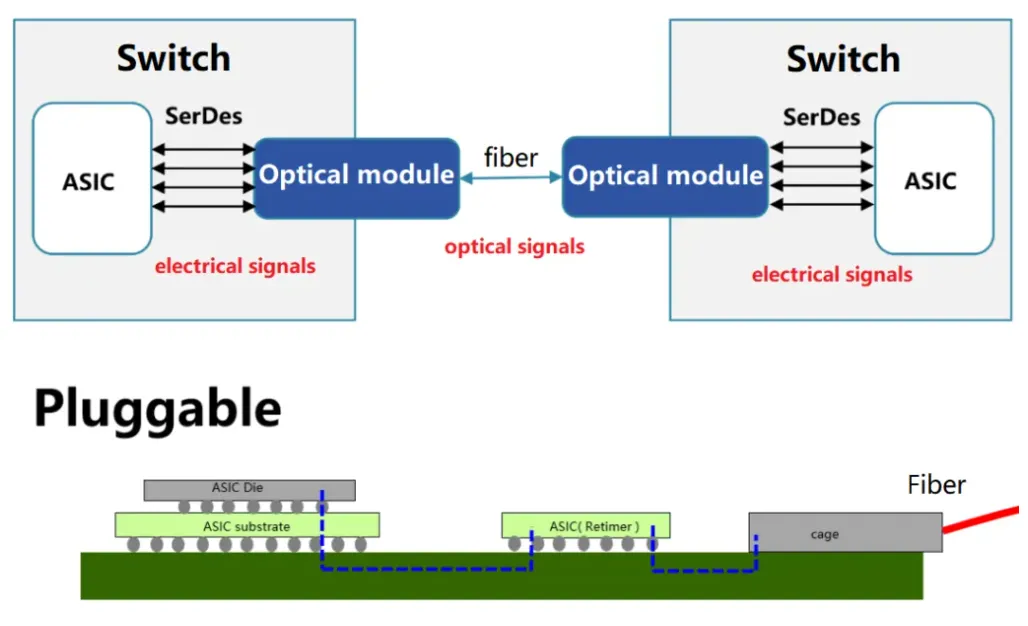 Switch
Switch
SerDes
SerDes
ASIC
Optical module
fiber
Optical module
ASIC
electrical signals
optical signals
electrical signals
Pluggable
ASIC Die
ASIC substrate
ASIC( Retimer )
cage
Fiber